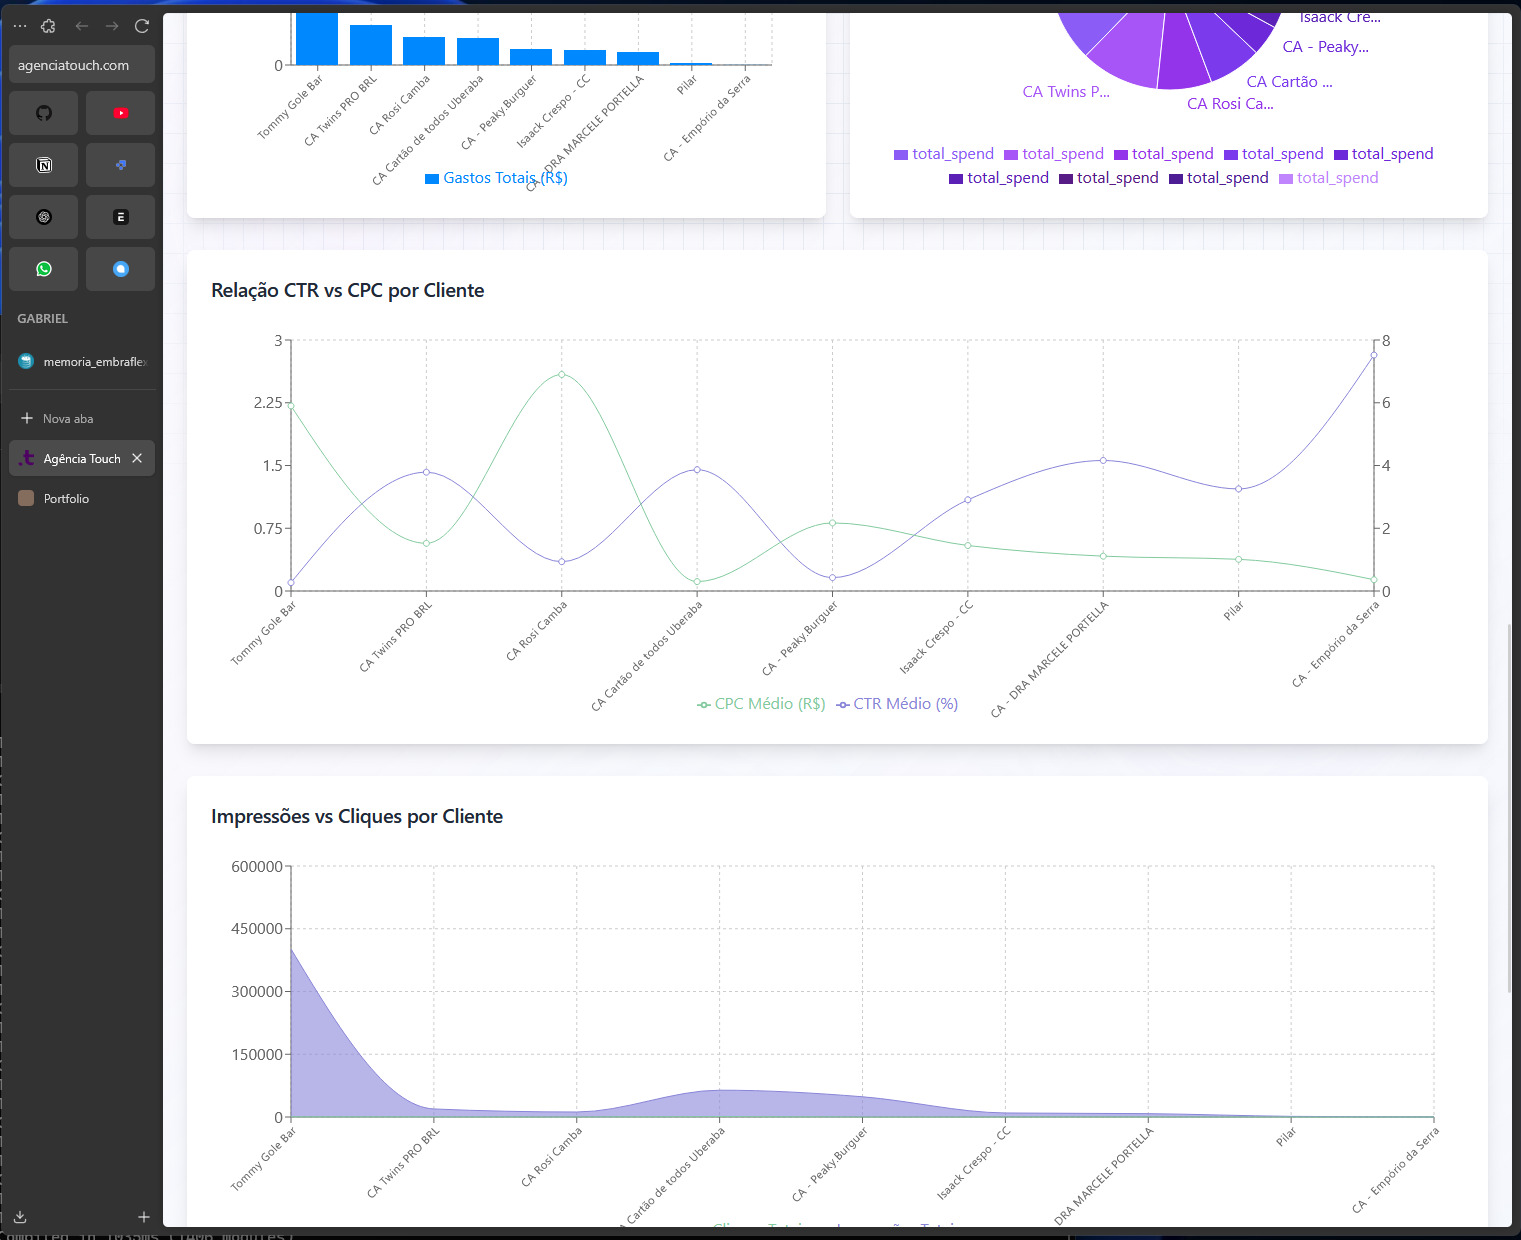 agenciatouch.com
GABRIEL
memoria_embraflex
Nova aba
Agência Touch
Portfolio
0
Tommy Gole Bar
CA Twins PRO BRL
CA Rosi Camba
CA Cartão de todos Uberaba
CA - Peaky.Burguer
Isaack Crespo - CC
CA - DRA MARCELE PORTELLA
Pilar
CA - Empório da Serra
Gastos Totais (R$)
Isaack Cre...
CA - Peaky...
CA Cartão ...
CA Rosi Ca...
CA Twins P...
total_spend total_spend total_spend total_spend total_spend
total_spend total_spend total_spend total_spend
Relação CTR vs CPC por Cliente
3
2.25
1.5
0.75
0
8
6
4
2
0
Tommy Gole Bar
CA Twins PRO BRL
CA Rosi Camba
CA Cartão de todos Uberaba
CA - Peaky.Burguer
Isaack Crespo - CC
CA - DRA MARCELE PORTELLA
Pilar
CA - Empório da Serra
CPC Médio (R$) CTR Médio (%)
Impressões vs Cliques por Cliente
600000
450000
300000
150000
0
Tommy Gole Bar
CA Twins PRO BRL
CA Rosi Camba
A Cartão de todos Uberaba
CA - Peaky.Burguer
Isaack Crespo - CC
DRA MARCELE PORTELLA
Pilar
CA - Empório da Serra